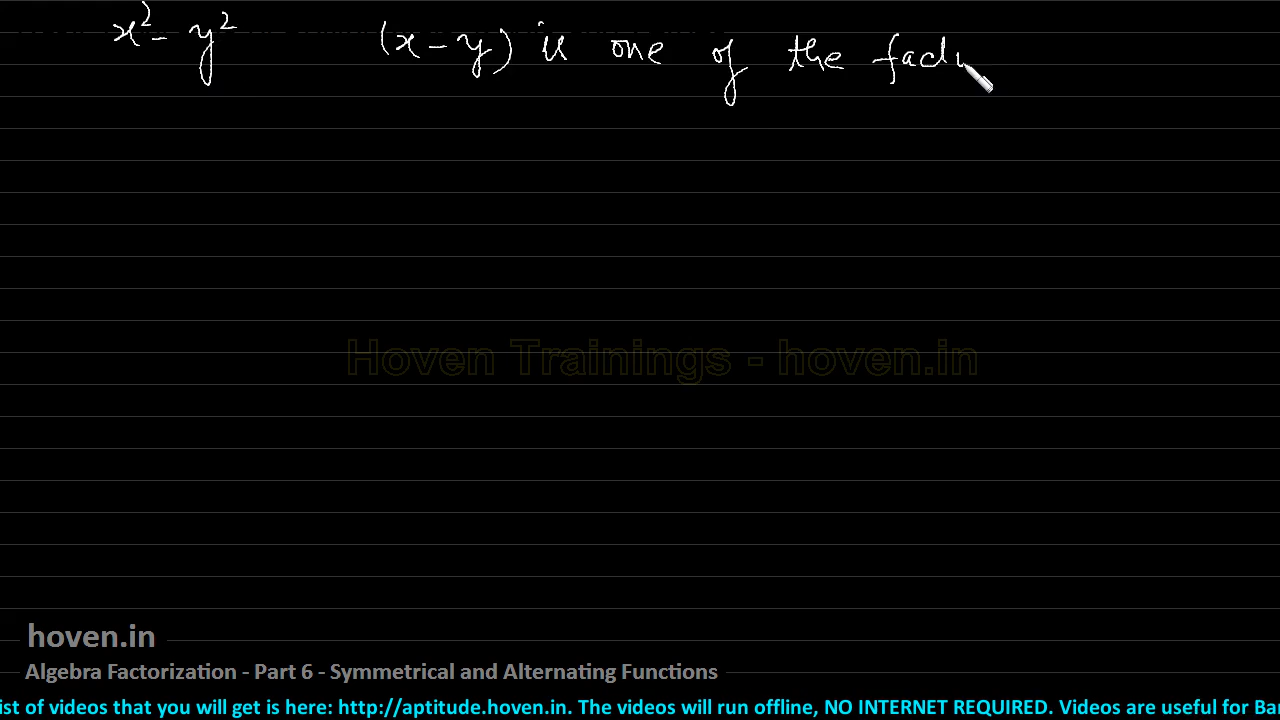 x² - y² (x - y) is one of the
Hoven Trainings - hoven.in
hoven.in
Algebra Factorization - Part 6 - Symmetrical and Alternating Functions
ist of videos that you will get is here: http://aptitude.hoven.in. The videos will run offline, NO INTERNET REQUIRED. Videos are useful for Ba